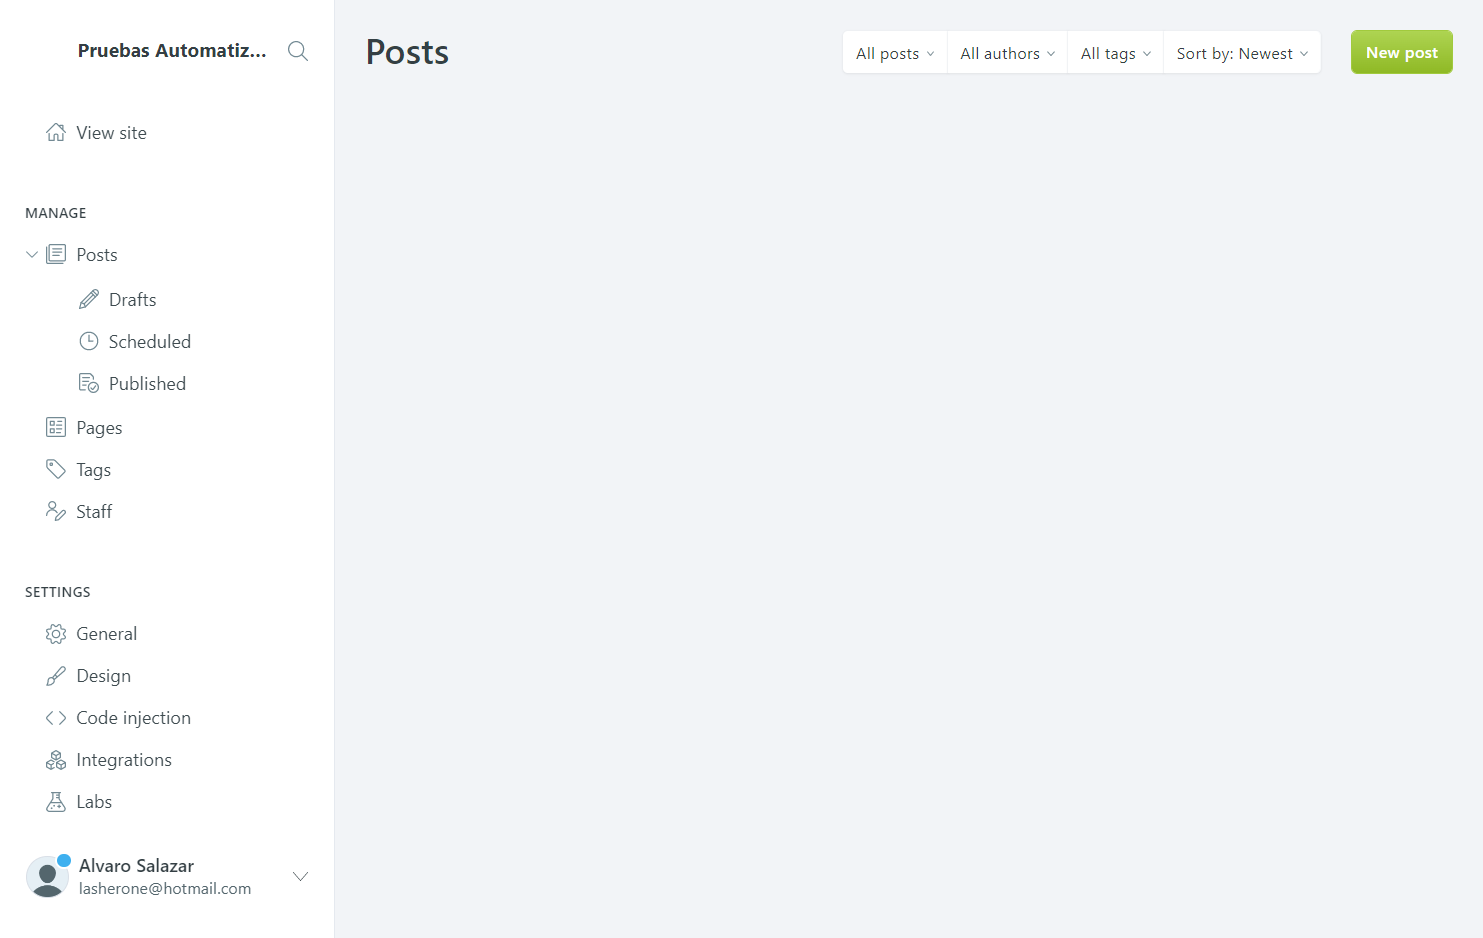 Pruebas Automatiz...
View site
MANAGE
Posts
Drafts
Scheduled
Published
Pages
Tags
Staff
SETTINGS
General
Design
Code injection
Integrations
Labs
Alvaro Salazar
lasherone@hotmail.com
Posts
All posts
All authors
All tags
Sort by: Newest
New post